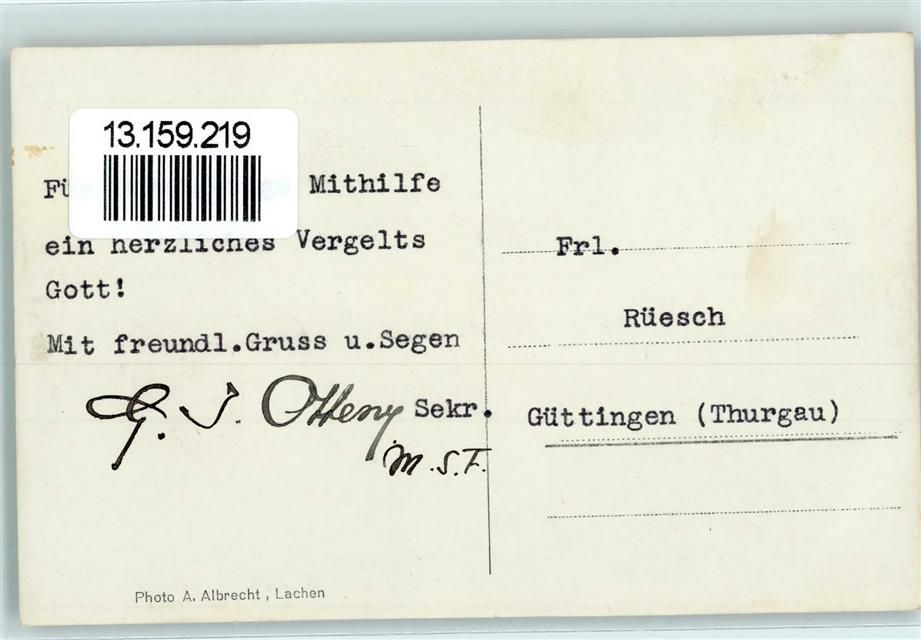 13.159.219
Für Mithilfe
ein herzliches Vergelts
Gott!
Mit freundl.Gruss u.Segen
Sekr.
M.S.F.
Frl.
Rüesch
Güttingen (Thurgau)
Photo A. Albrecht, Lachen